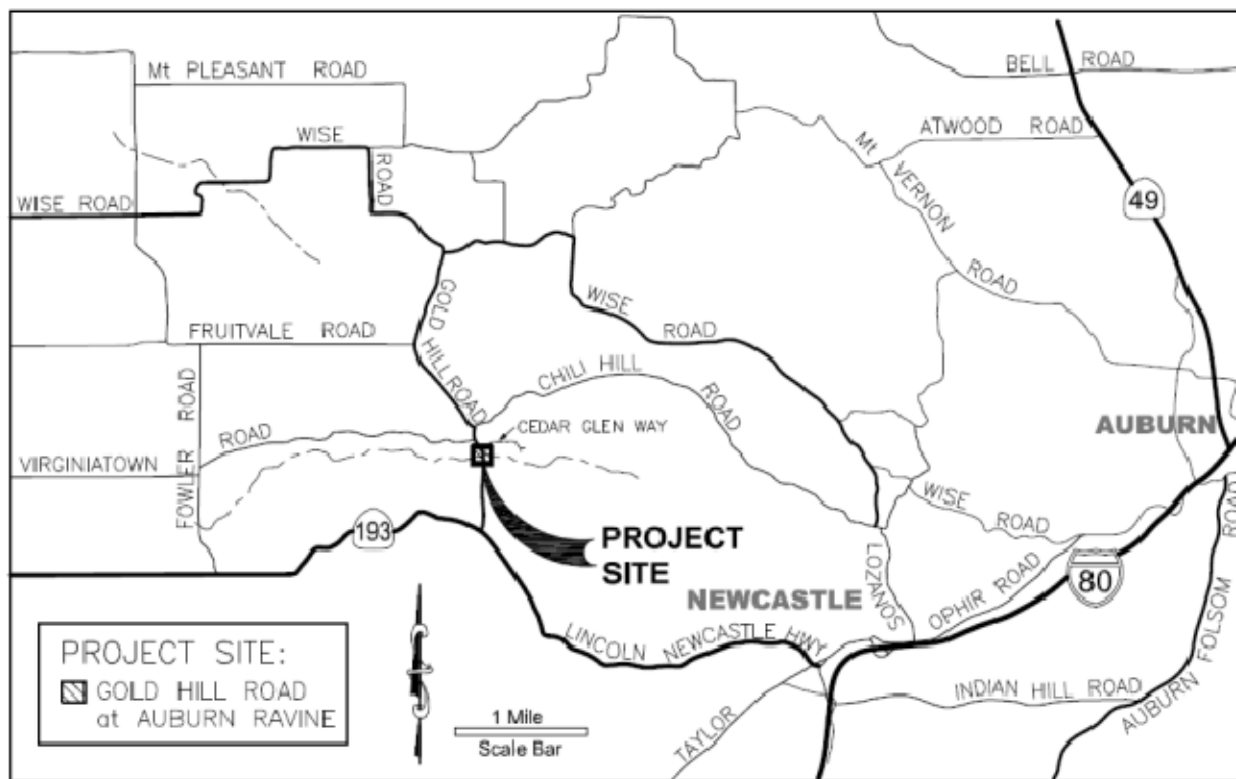 Mt PLEASANT ROAD
BELL ROAD
WISE ROAD
ATWOOD ROAD
Mt VERNON ROAD
WISE ROAD
49
GOLD HILL ROAD
WISE ROAD
FRUITVALE ROAD
CHILI HILL ROAD
FOWLER ROAD
AUBURN
CEDAR GLEN WAY
VIRGINIATOWN ROAD
WISE ROAD
193
PROJECT
SITE
LOZANOS
OPHIR ROAD
80
NEWCASTLE
LINCOLN NEWCASTLE HWY
AUBURN FOLSOM ROAD
INDIAN HILL ROAD
TAYLOR
PROJECT SITE:
GOLD HILL ROAD
at AUBURN RAVINE
1 Mile
Scale Bar